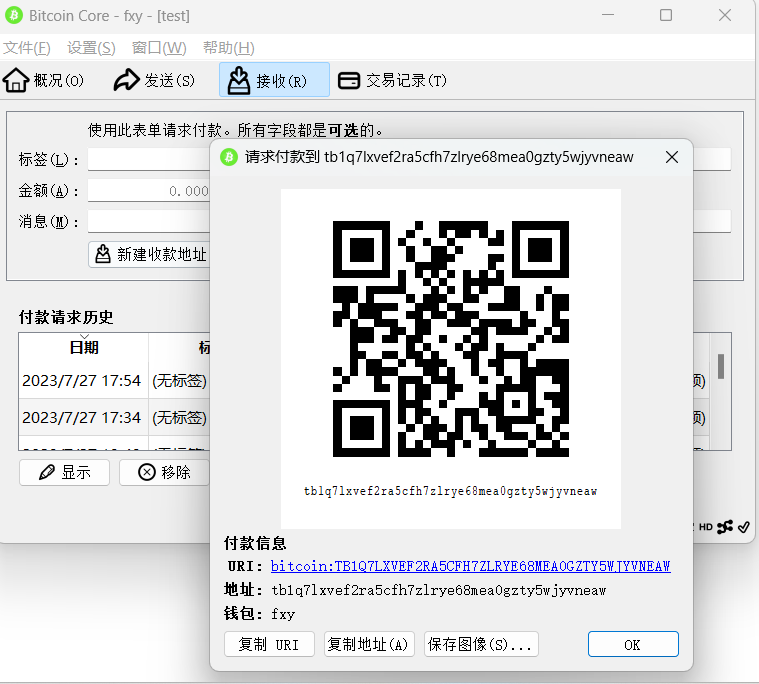 Bitcoin Core - fxy - [test]
文件(F) 设置(S) 窗口(W) 帮助(H)
概况(O) 发送(S) 接收(R) 交易记录(T)
使用此表单请求付款。所有字段都是可选的。
标签(L)：
金额(A)： 0.000
消息(M)：
新建收款地址
付款请求历史
日期 标
2023/7/27 17:54 (无标签)
2023/7/27 17:34 (无标签)
显示 移除
HD
请求付款到 tb1q7lxvef2ra5cfh7zlrye68mea0gzty5wjyvneaw
tb1q7lxvef2ra5cfh7zlrye68mea0gzty5wjyvneaw
付款信息
URI: bitcoin:TB1Q7LXVEF2RA5CFH7ZLRYE68MEA0GZTY5WJYVNEAW
地址: tb1q7lxvef2ra5cfh7zlrye68mea0gzty5wjyvneaw
钱包: fxy
复制 URI 复制地址(A) 保存图像(S)... OK